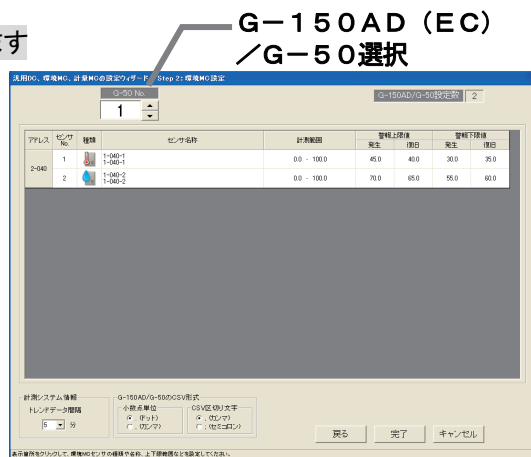 す
G－150AD（EC）
／G－50選択
汎用DC、環境MC、計量MCの設定ウィザード Step 2: 環境MC設定
G-50 No.
1
G-150AD/G-50設定数 2
アドレス センサNo. 種類 センサ名称 計測範囲 警報上限値 警報下限値
発生 復旧 発生 復旧
2-040
1 1-040-1 0.0 - 100.0 45.0 40.0 30.0 35.0
1-040-1
2 1-040-2 0.0 - 100.0 70.0 65.0 55.0 60.0
1-040-2
計測システム情報
トレンドデータ間隔
5 分
G-150AD/G-50のCSV形式
小数点単位 CSV区切り文字
. (ドット) , (カンマ)
, (カンマ) ; (セミコロン)
戻る 完了 キャンセル
表示箇所をクリックして、環境MCセンサの種類や名称、上下限範囲などを設定してください。